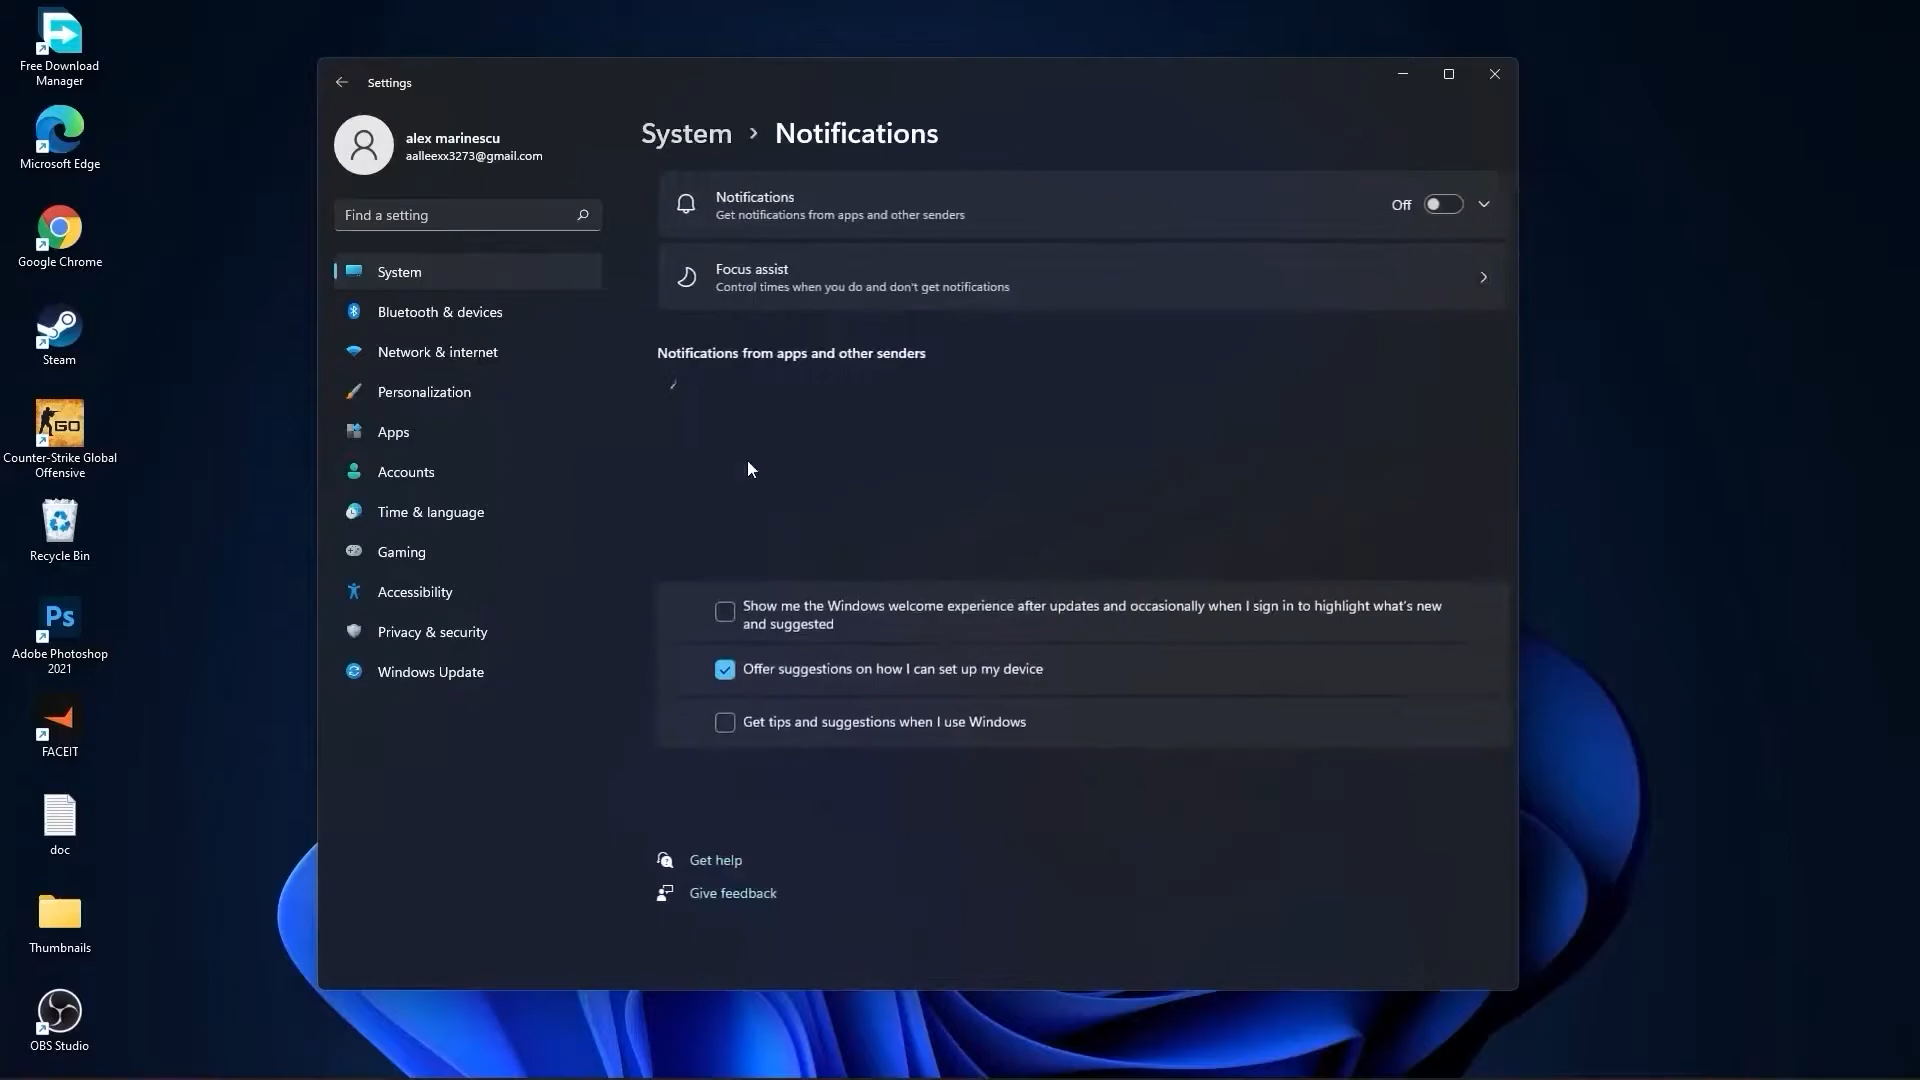 Free Download
Manager
Microsoft Edge
Google Chrome
Steam
GO
Counter-Strike Global
Offensive
Recycle Bin
Ps
Adobe Photoshop
2021
FACEIT
doc
Thumbnails
OBS Studio
Settings
alex marinescu
aalleexx3273@gmail.com
Find a setting
System
Bluetooth & devices
Network & internet
Personalization
Apps
Accounts
Time & language
Gaming
Accessibility
Privacy & security
Windows Update
System > Notifications
Notifications
Get notifications from apps and other senders
Off
Focus assist
Control times when you do and don't get notifications
Notifications from apps and other senders
Show me the Windows welcome experience after updates and occasionally when I sign in to highlight what's new
and suggested
Offer suggestions on how I can set up my device
Get tips and suggestions when I use Windows
Get help
Give feedback